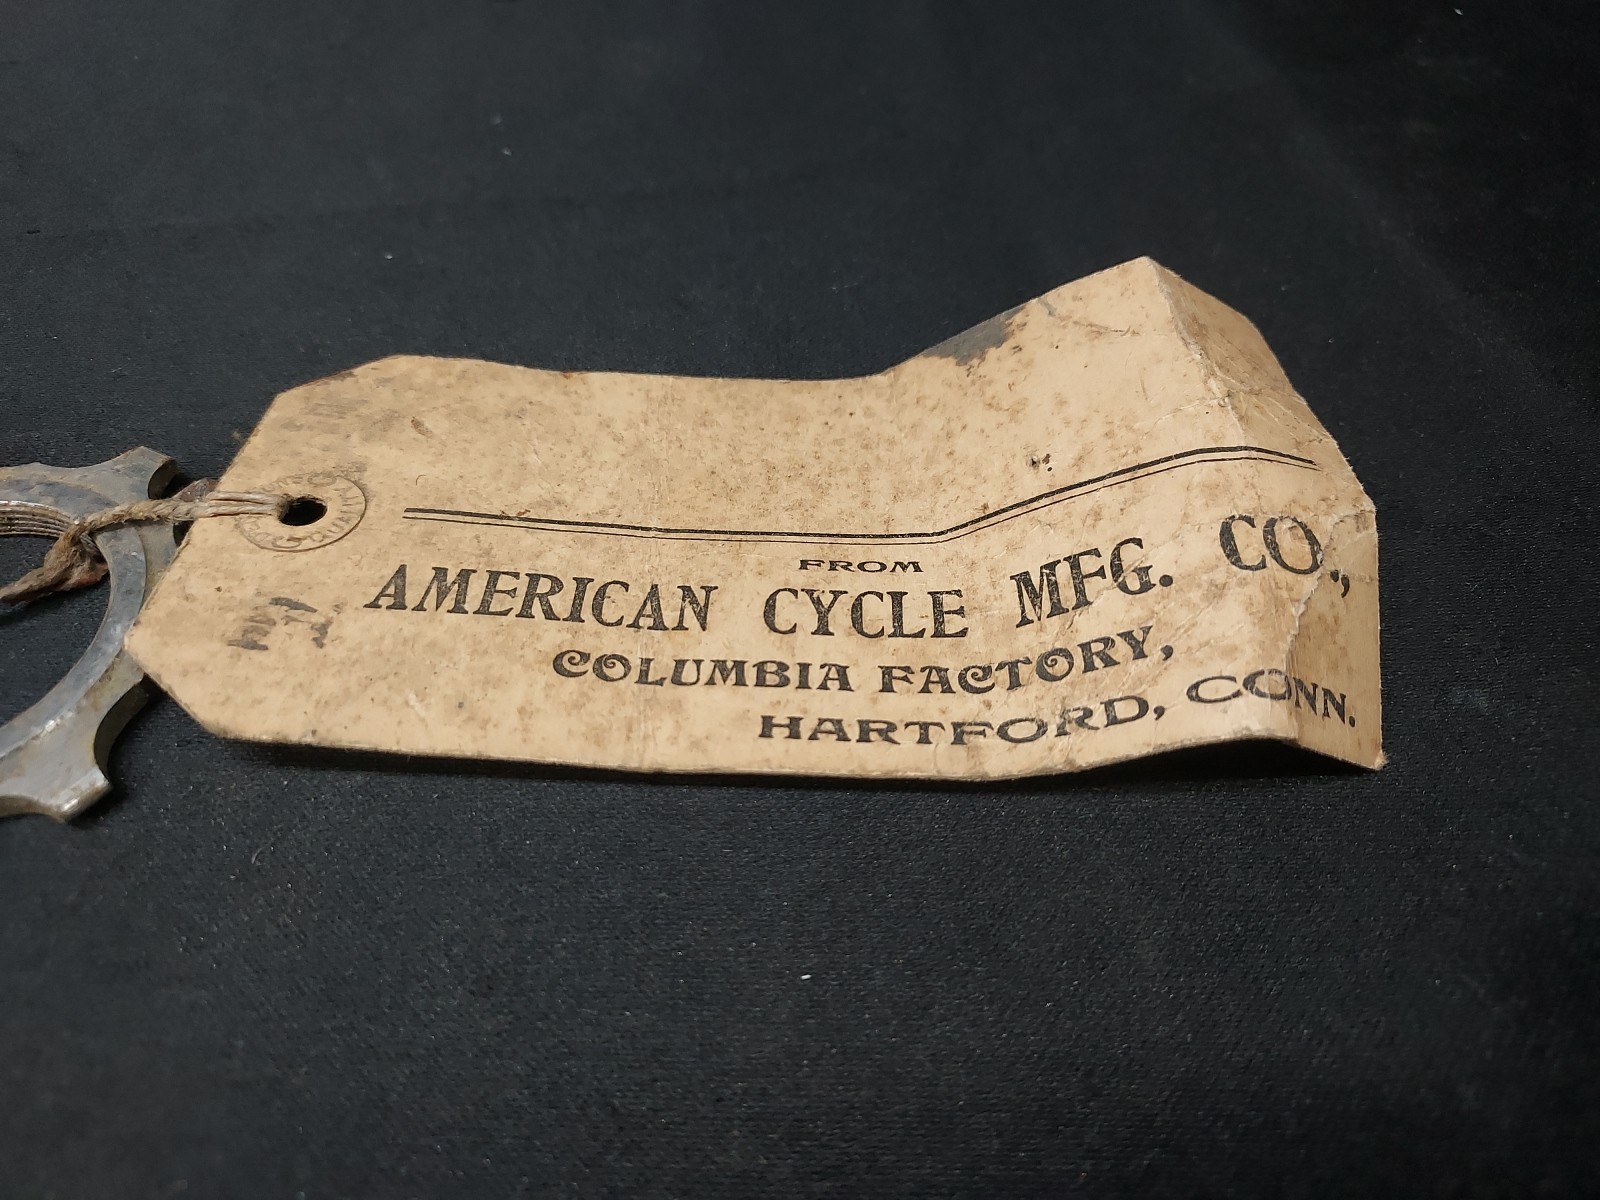 FROM
AMERICAN CYCLE MFG. CO.,
COLUMBIA FACTORY,
HARTFORD, CONN.